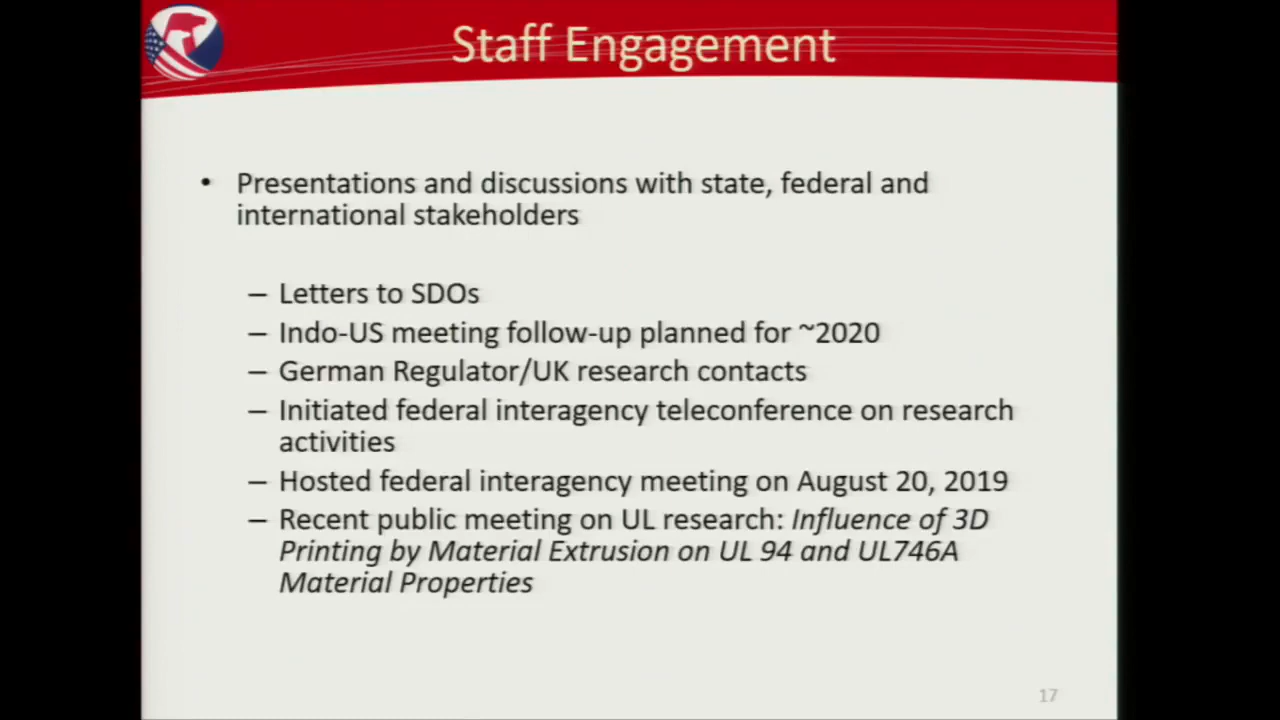 Staff Engagement
• Presentations and discussions with state, federal and
international stakeholders
– Letters to SDOs
– Indo-US meeting follow-up planned for ~2020
– German Regulator/UK research contacts
– Initiated federal interagency teleconference on research
activities
– Hosted federal interagency meeting on August 20, 2019
– Recent public meeting on UL research: Influence of 3D
Printing by Material Extrusion on UL 94 and UL746A
Material Properties
17